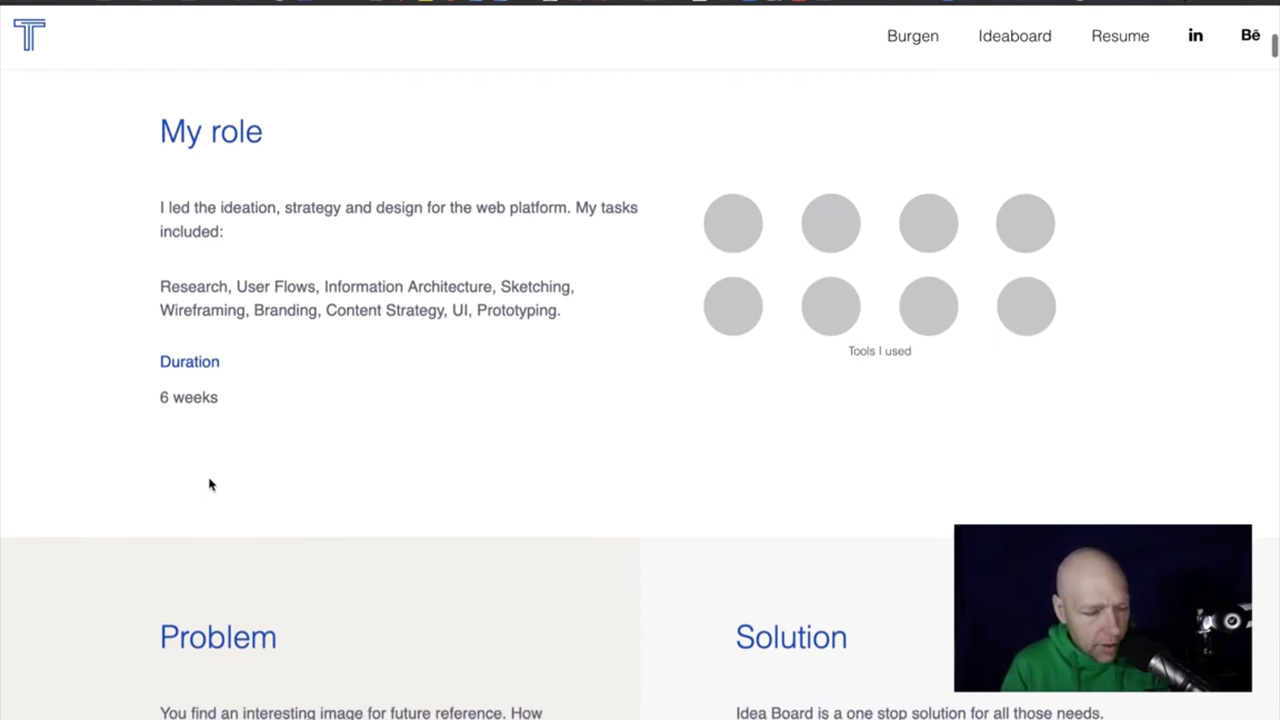 T
Burgen Ideaboard Resume in Bē
My role
I led the ideation, strategy and design for the web platform. My tasks
included:
Research, User Flows, Information Architecture, Sketching,
Wireframing, Branding, Content Strategy, UI, Prototyping.
Duration
6 weeks
Tools I used
Problem
You find an interesting image for future reference. How
Solution
Idea Board is a one stop solution for all those needs.